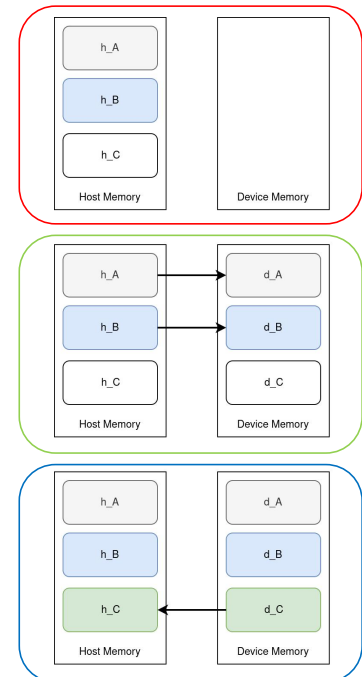 h_A
h_B
h_C
Host Memory
Device Memory
h_A
d_A
h_B
d_B
h_C
d_C
Host Memory
Device Memory
h_A
d_A
h_B
d_B
h_C
d_C
Host Memory
Device Memory